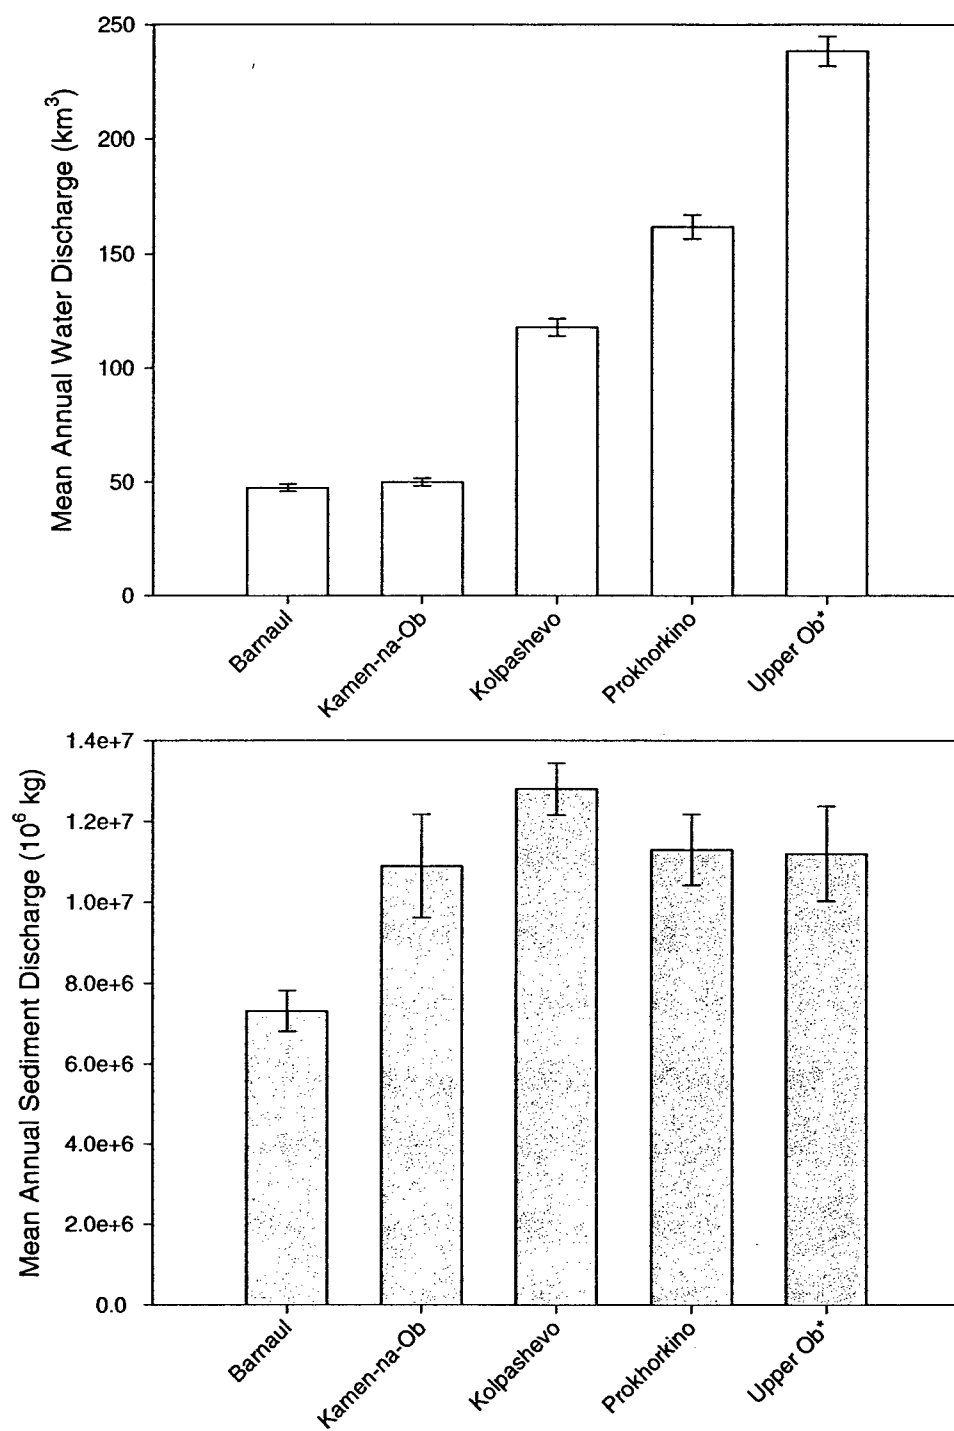 Mean Annual Water Discharge (km³)
250
200
150
100
50
0
Barnaul
Kamen-na-Ob
Kolpashevo
Prokhorkino
Upper Ob*
Mean Annual Sediment Discharge (10⁶ kg)
1.4e+7
1.2e+7
1.0e+7
8.0e+6
6.0e+6
4.0e+6
2.0e+6
0.0
Barnaul
Kamen-na-Ob
Kolpashevo
Prokhorkino
Upper Ob*